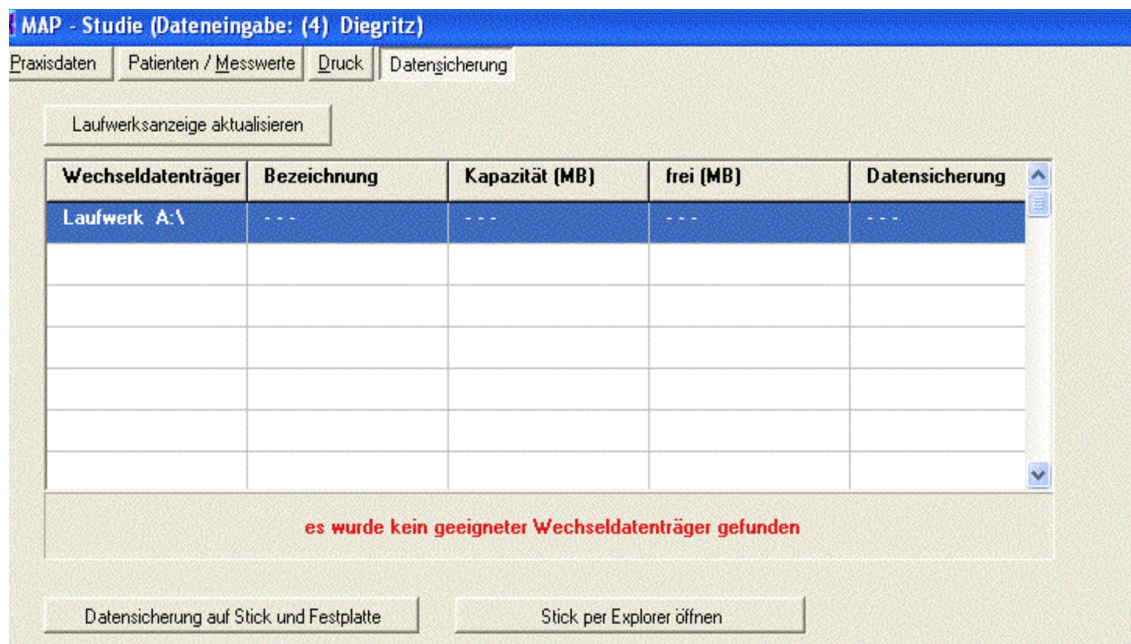 MAP - Studie (Dateneingabe: (4) Diegritz)
Praxisdaten Patienten / Messwerte Druck Datensicherung
Laufwerksanzeige aktualisieren
Wechseldatenträger Bezeichnung Kapazität (MB) frei (MB) Datensicherung
Laufwerk A:\ - - - - - - - - - - - -
es wurde kein geeigneter Wechseldatenträger gefunden
Datensicherung auf Stick und Festplatte Stick per Explorer öffnen